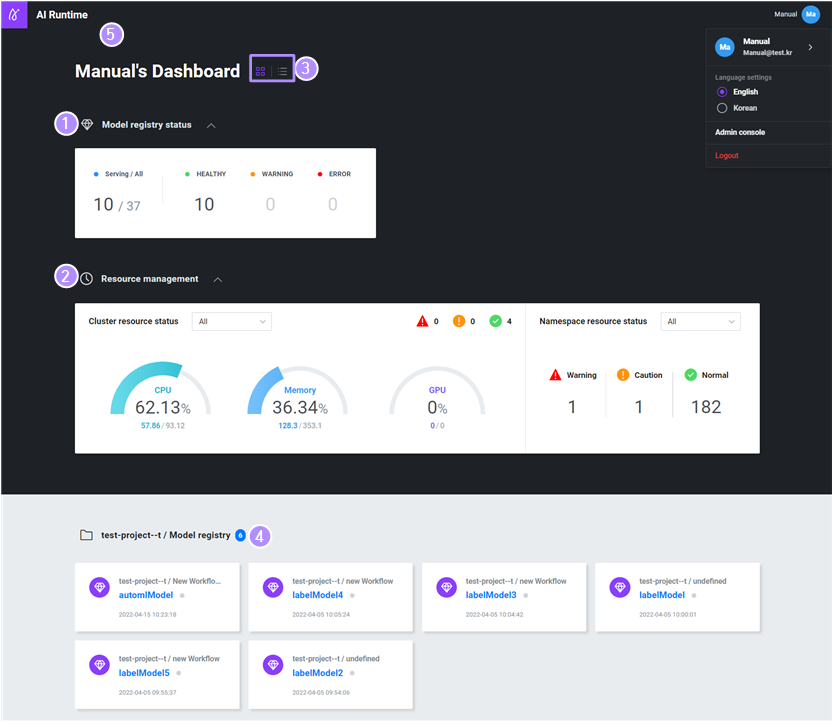 AI Runtime
Manual Ma
5
Manual's Dashboard 3
Ma Manual
Manual@test.kr
Language settings
English
Korean
Admin console
Logout
1 Model registry status
Serving / All HEALTHY WARNING ERROR
10 / 37 10 0 0
2 Resource management
Cluster resource status All 0 0 4
CPU
62.13%
57.86 / 93.12
Memory
36.34%
128.3 / 353.1
GPU
0%
0 / 0
Namespace resource status All
Warning Caution Normal
1 1 182
test-project--t / Model registry 6 4
test-project--t / New Workflo...
automlModel
2022-04-15 10:23:18
test-project--t / new Workflow
labelModel4
2022-04-05 10:05:24
test-project--t / new Workflow
labelModel3
2022-04-05 10:04:42
test-project--t / undefined
labelModel
2022-04-05 10:00:01
test-project--t / new Workflow
labelModel5
2022-04-05 09:55:37
test-project--t / undefined
labelModel2
2022-04-05 09:54:06